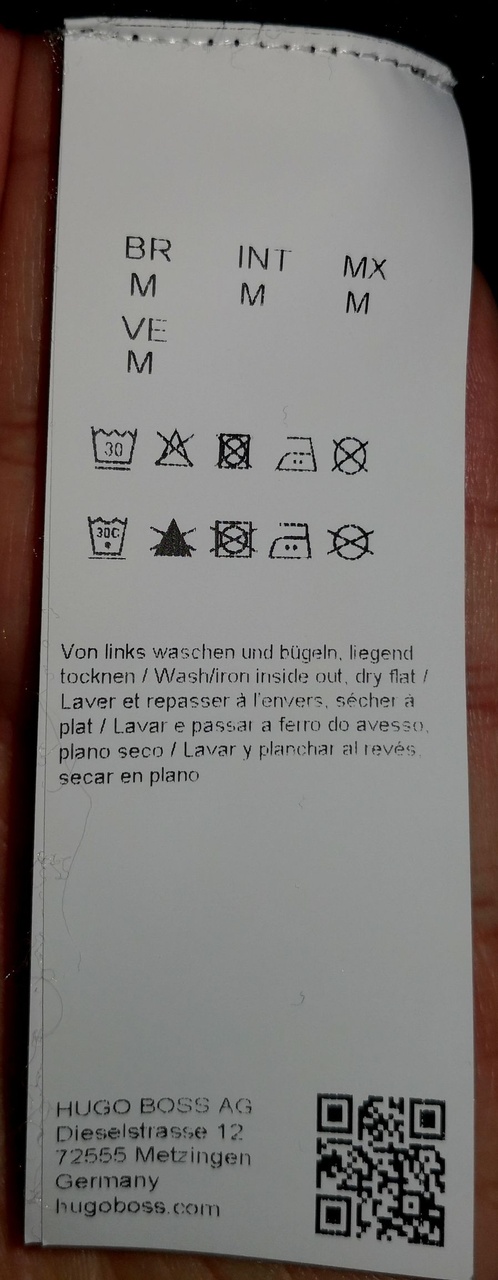 BR INT MX
M M M
VE
M
30
30C
Von links waschen und bügeln, liegend
tocknen / Wash/iron inside out, dry flat /
Laver et repasser à l'envers, sécher à
plat / Lavar e passar a ferro do avesso,
plano seco / Lavar y planchar al revés,
secar en plano
HUGO BOSS AG
Dieselstrasse 12
72555 Metzingen
Germany
hugoboss.com